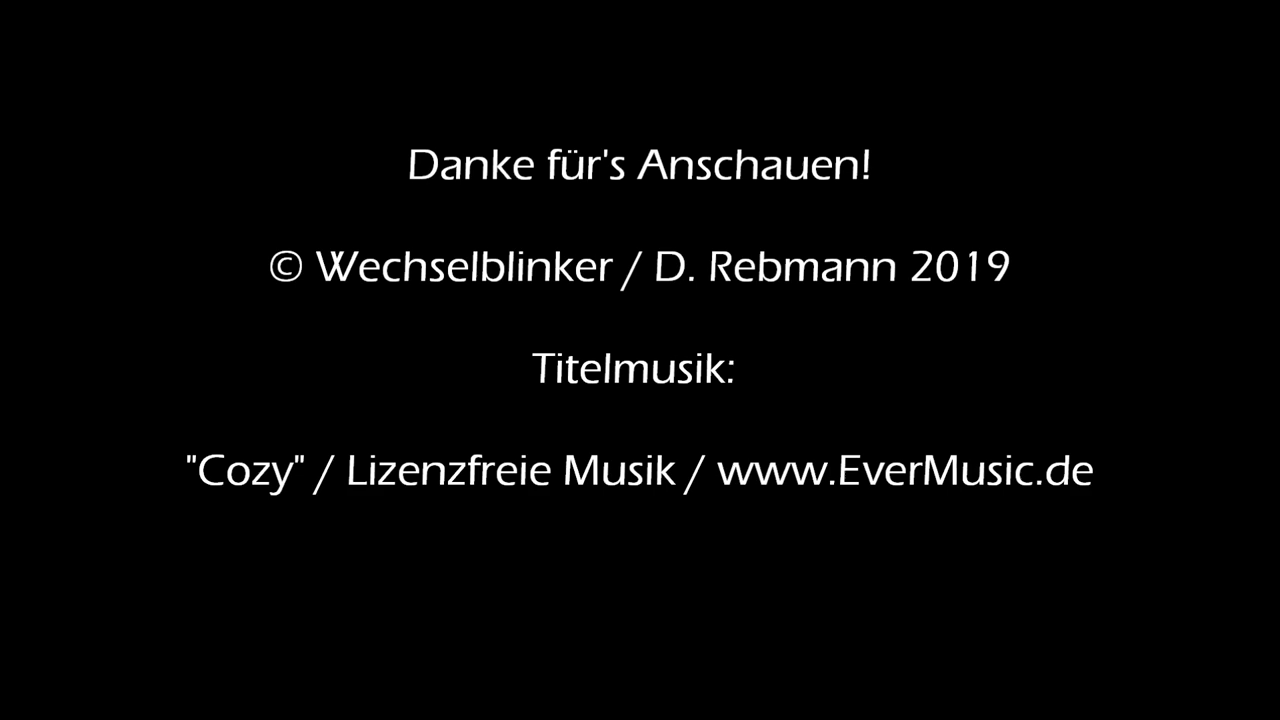 Danke für's Anschauen!
© Wechselblinker / D. Rebmann 2019
Titelmusik:
"Cozy" / Lizenzfreie Musik / www.EverMusic.de